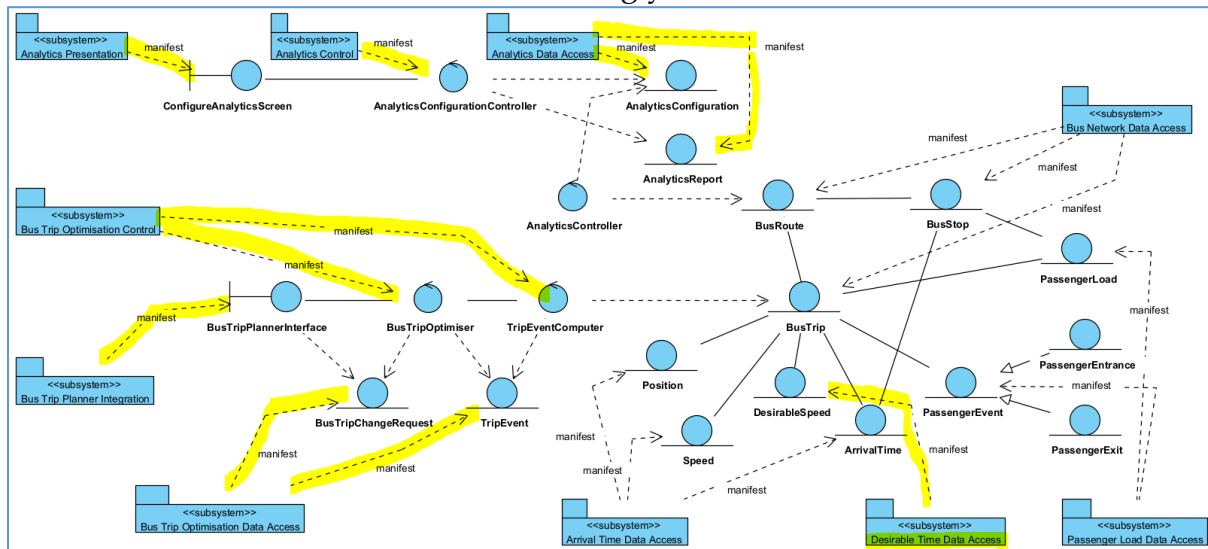 <<subsystem>>
Analytics Presentation
manifest
<<subsystem>>
Analytics Control
manifest
<<subsystem>>
Analytics Data Access
manifest
manifest
ConfigureAnalyticsScreen
AnalyticsConfigurationController
AnalyticsConfiguration
<<subsystem>>
Bus Network Data Access
manifest
manifest
AnalyticsReport
manifest
<<subsystem>>
Bus Trip Optimisation Control
manifest
manifest
AnalyticsController
BusRoute
BusStop
PassengerLoad
manifest
BusTripPlannerInterface
BusTripOptimiser
TripEventComputer
BusTrip
manifest
PassengerEntrance
<<subsystem>>
Bus Trip Planner Integration
Position
manifest
BusTripChangeRequest
TripEvent
DesirableSpeed
PassengerEvent
manifest
manifest
manifest
Speed
ArrivalTime
PassengerExit
manifest
manifest
<<subsystem>>
Bus Trip Optimisation Data Access
<<subsystem>>
Arrival Time Data Access
<<subsystem>>
Desirable Time Data Access
<<subsystem>>
Passenger Load Data Access